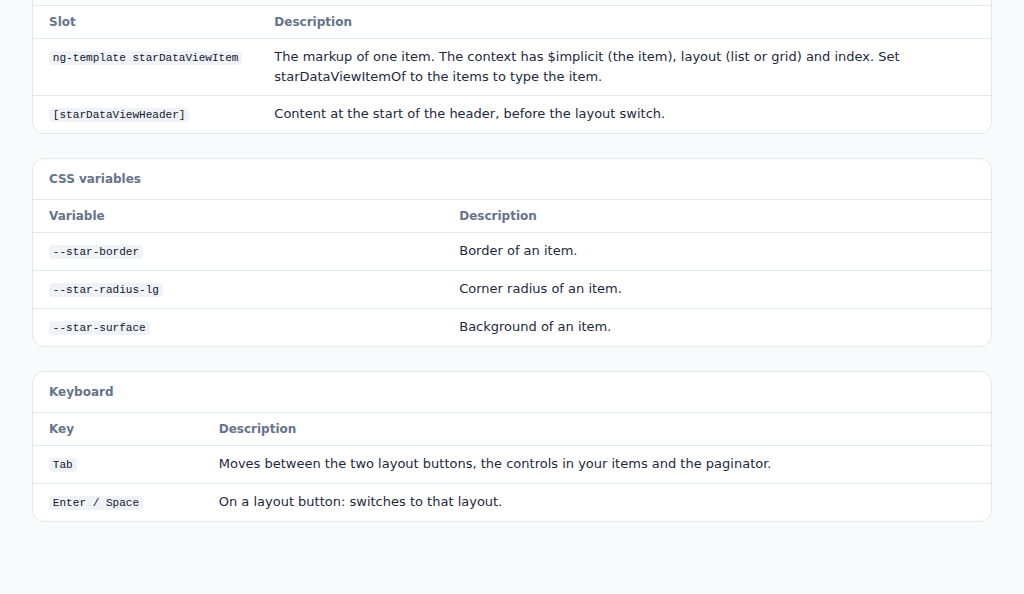 Slot Description
ng-template starDataViewItem The markup of one item. The context has $implicit (the item), layout (list or grid) and index. Set
starDataViewItemOf to the items to type the item.
[starDataViewHeader] Content at the start of the header, before the layout switch.
CSS variables
Variable Description
--star-border Border of an item.
--star-radius-lg Corner radius of an item.
--star-surface Background of an item.
Keyboard
Key Description
Tab Moves between the two layout buttons, the controls in your items and the paginator.
Enter / Space On a layout button: switches to that layout.